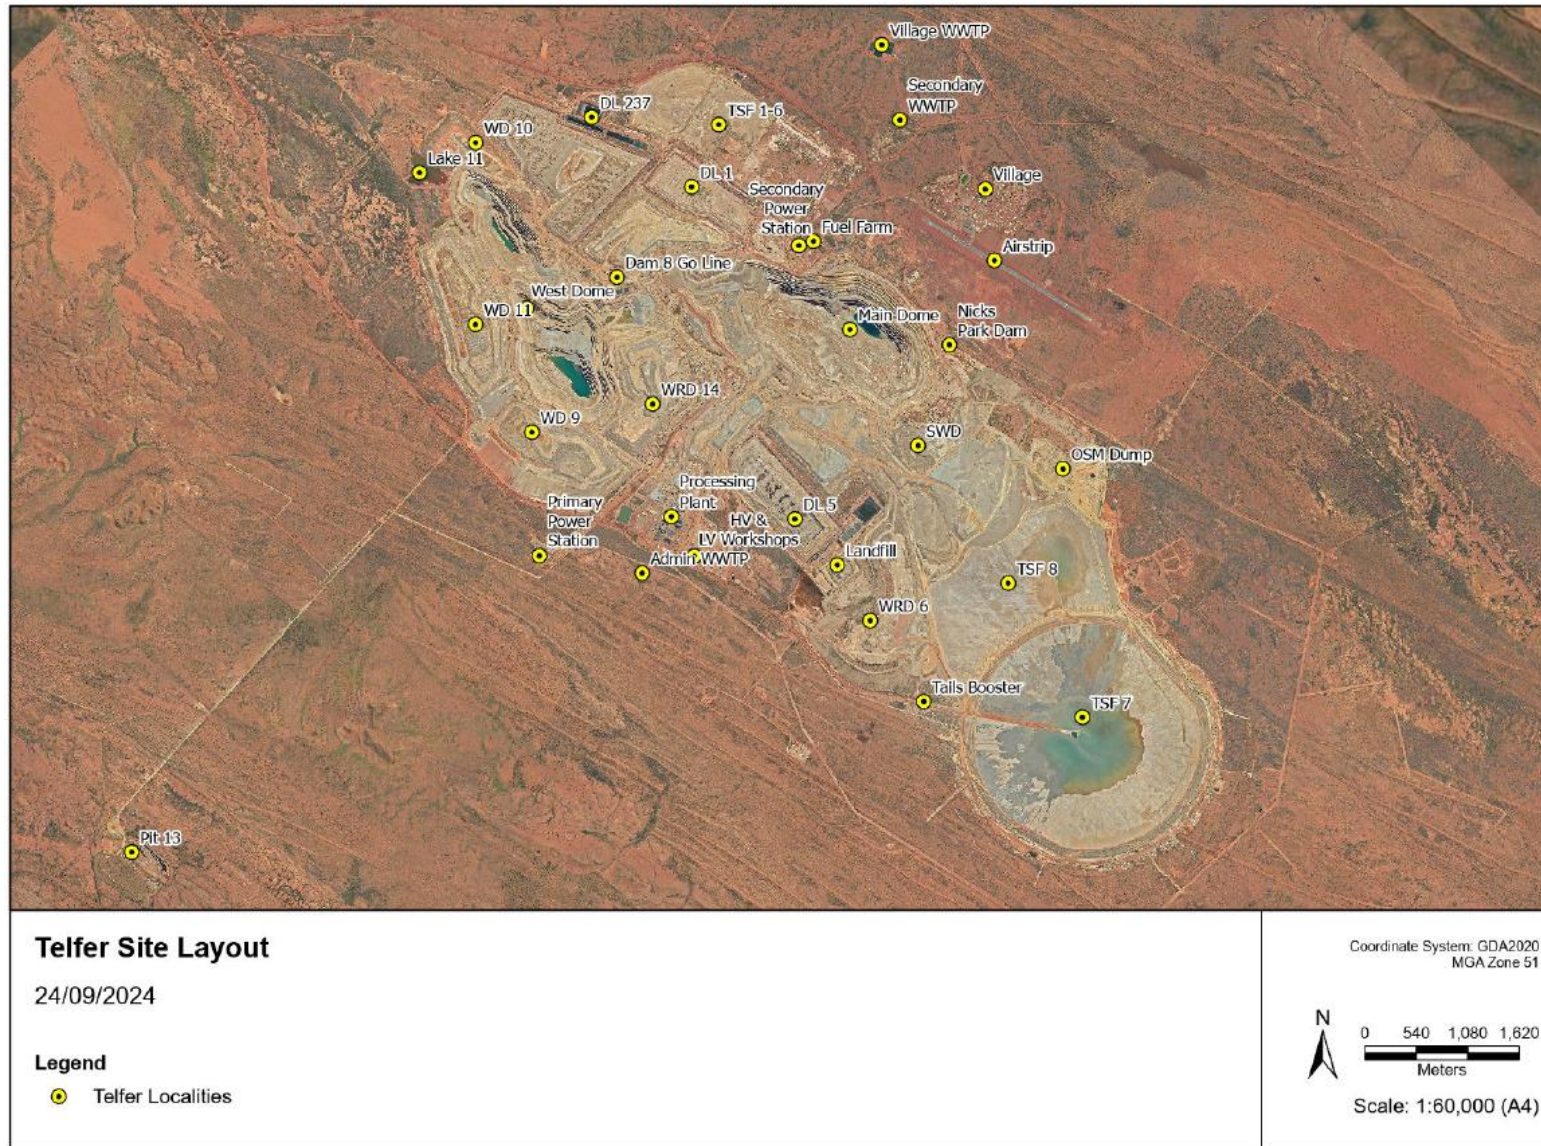 Village WWTP
Secondary
WWTP
DL 237
TSF 1-6
WD 10
Lake 11
DL 1
Secondary
Power
Station
Fuel Farm
Village
Airstrip
Dam 8 Go Line
West Dome
WD 11
Main Dome
Nicks
Park Dam
WRD 14
WD 9
SWD
OSM Dump
Processing
Plant
Primary
Power
Station
DL 5
HV &
LV Workshops
Admin WWTP
Landfill
TSF 8
WRD 6
Tails Booster
TSF 7
Pit 13
Telfer Site Layout
24/09/2024
Legend
Telfer Localities
Coordinate System: GDA2020
MGA Zone 51
N
0 540 1,080 1,620
Meters
Scale: 1:60,000 (A4)